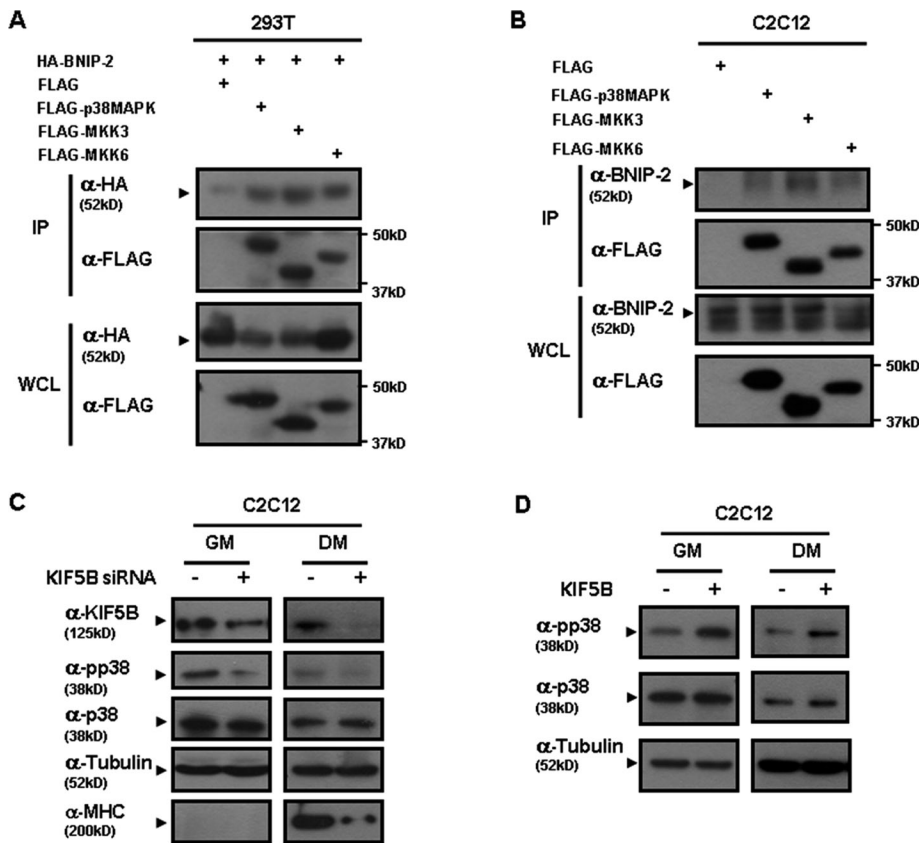 A
293T
HA-BNIP-2 + + + +
FLAG +
FLAG-p38MAPK +
FLAG-MKK3 +
FLAG-MKK6 +
IP
α-HA
(52kD)
α-FLAG
50kD
37kD
WCL
α-HA
(52kD)
α-FLAG
50kD
37kD
B
C2C12
FLAG +
FLAG-p38MAPK +
FLAG-MKK3 +
FLAG-MKK6 +
IP
α-BNIP-2
(52kD)
α-FLAG
50kD
37kD
WCL
α-BNIP-2
(52kD)
α-FLAG
50kD
37kD
C
C2C12
GM DM
KIF5B siRNA - + - +
α-KIF5B
(125kD)
α-pp38
(38kD)
α-p38
(38kD)
α-Tubulin
(52kD)
α-MHC
(200kD)
D
C2C12
GM DM
KIF5B - + - +
α-pp38
(38kD)
α-p38
(38kD)
α-Tubulin
(52kD)